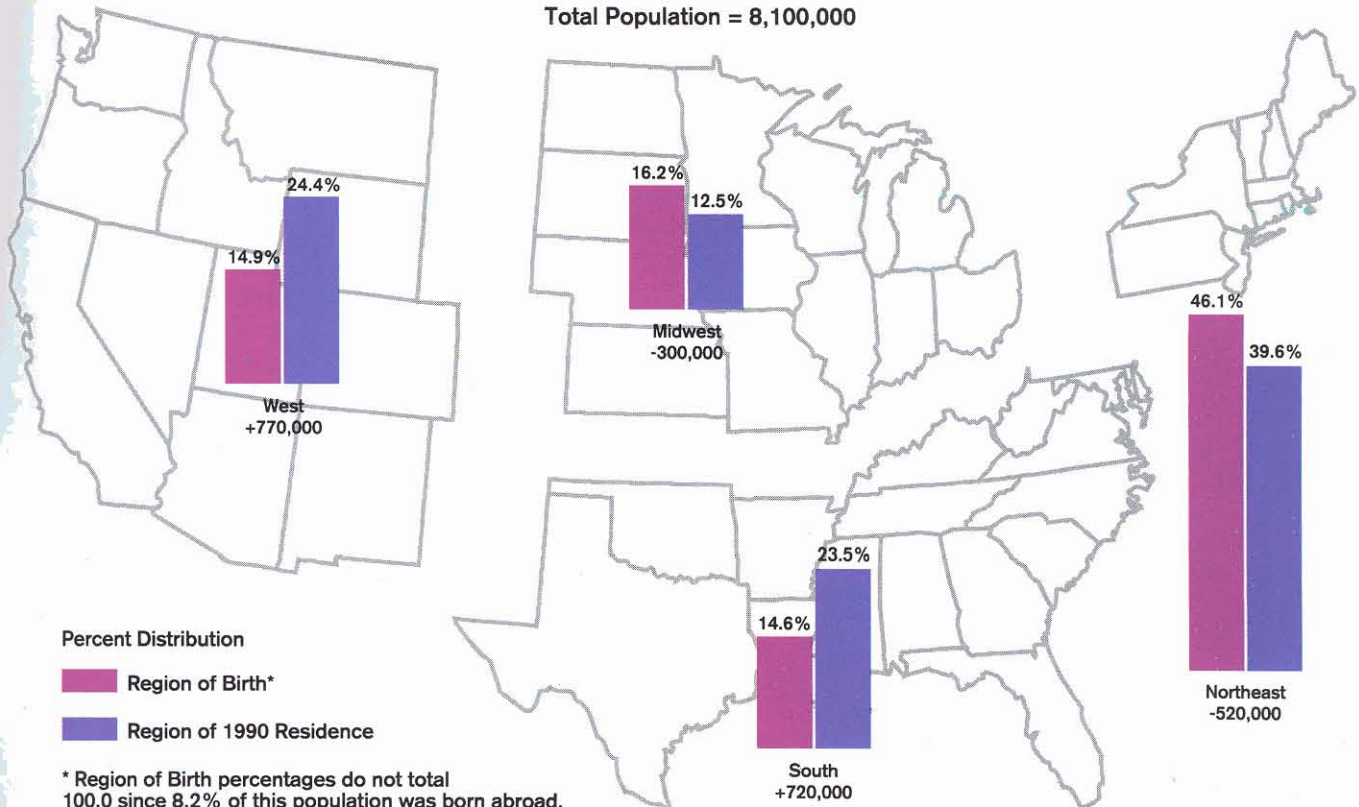 Total Population = 8,100,000
24.4%
14.9%
West
+770,000
16.2%
12.5%
Midwest
-300,000
46.1%
39.6%
Northeast
-520,000
23.5%
14.6%
South
+720,000
Percent Distribution
Region of Birth*
Region of 1990 Residence
* Region of Birth percentages do not total
100.0 since 8.2% of this population was born abroad.